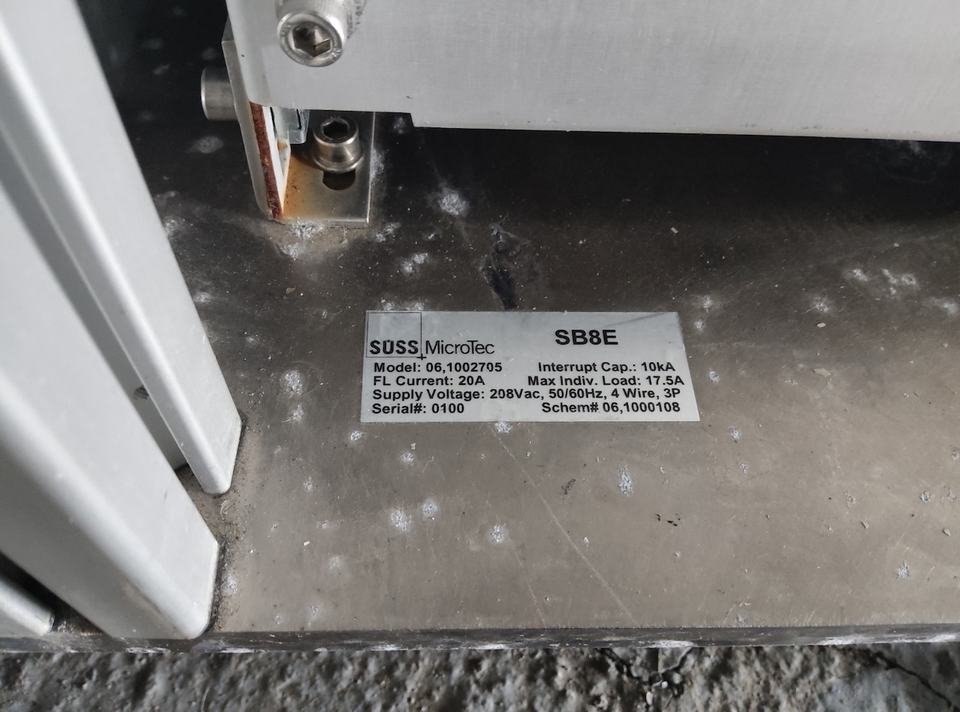 SUSS MicroTec SB8E
Model: 06,1002705 Interrupt Cap.: 10kA
FL Current: 20A Max Indiv. Load: 17.5A
Supply Voltage: 208Vac, 50/60Hz, 4 Wire, 3P
Serial#: 0100 Schem# 06,1000108